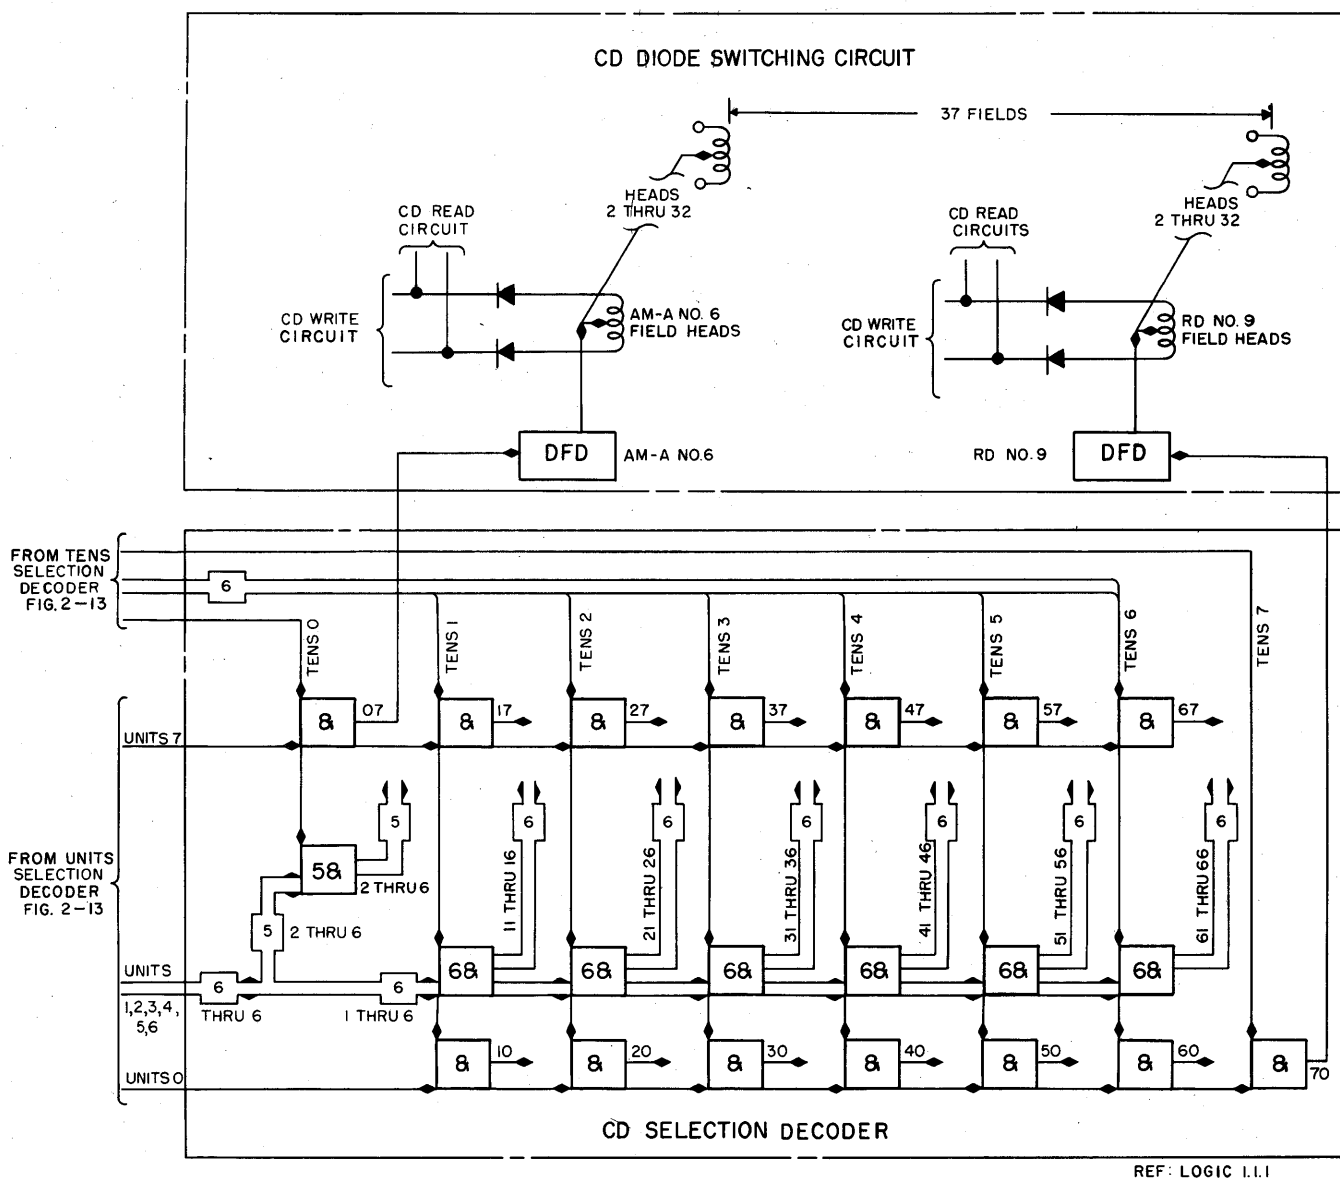 CD DIODE SWITCHING CIRCUIT
37 FIELDS
HEADS
2 THRU 32
HEADS
2 THRU 32
CD READ
CIRCUIT
CD READ
CIRCUITS
CD WRITE
CIRCUIT
AM-A NO. 6
FIELD HEADS
CD WRITE
CIRCUIT
RD NO. 9
FIELD HEADS
DFD
AM-A NO. 6
RD NO. 9
DFD
FROM TENS
SELECTION
DECODER
FIG. 2-13
6
TENS 0
TENS 1
TENS 2
TENS 3
TENS 4
TENS 5
TENS 6
TENS 7
& 07
& 17
& 27
& 37
& 47
& 57
& 67
UNITS 7
5
6
6
6
6
6
6
FROM UNITS
SELECTION
DECODER
FIG. 2-13
5&
2 THRU 6
11 THRU 16
21 THRU 26
31 THRU 36
41 THRU 46
51 THRU 56
61 THRU 66
5
2 THRU 6
UNITS
1,2,3,4,
5,6
6
THRU 6
6
1 THRU 6
6&
6&
6&
6&
6&
6&
UNITS 0
& 10
& 20
& 30
& 40
& 50
& 60
& 70
CD SELECTION DECODER
REF: LOGIC 1.1.1